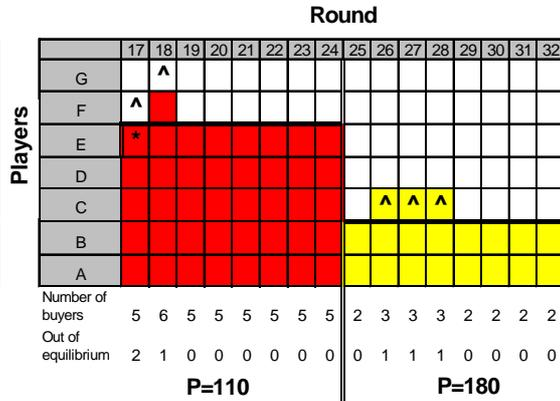 Round
17 18 19 20 21 22 23 24 25 26 27 28 29 30 31 32
Players
G ^
F ^
E *
D
C ^ ^ ^
B
A
Number of
buyers 5 6 5 5 5 5 5 5 2 3 3 3 2 2 2 2
Out of
equilibrium 2 1 0 0 0 0 0 0 0 1 1 1 0 0 0 0
P=110 P=180